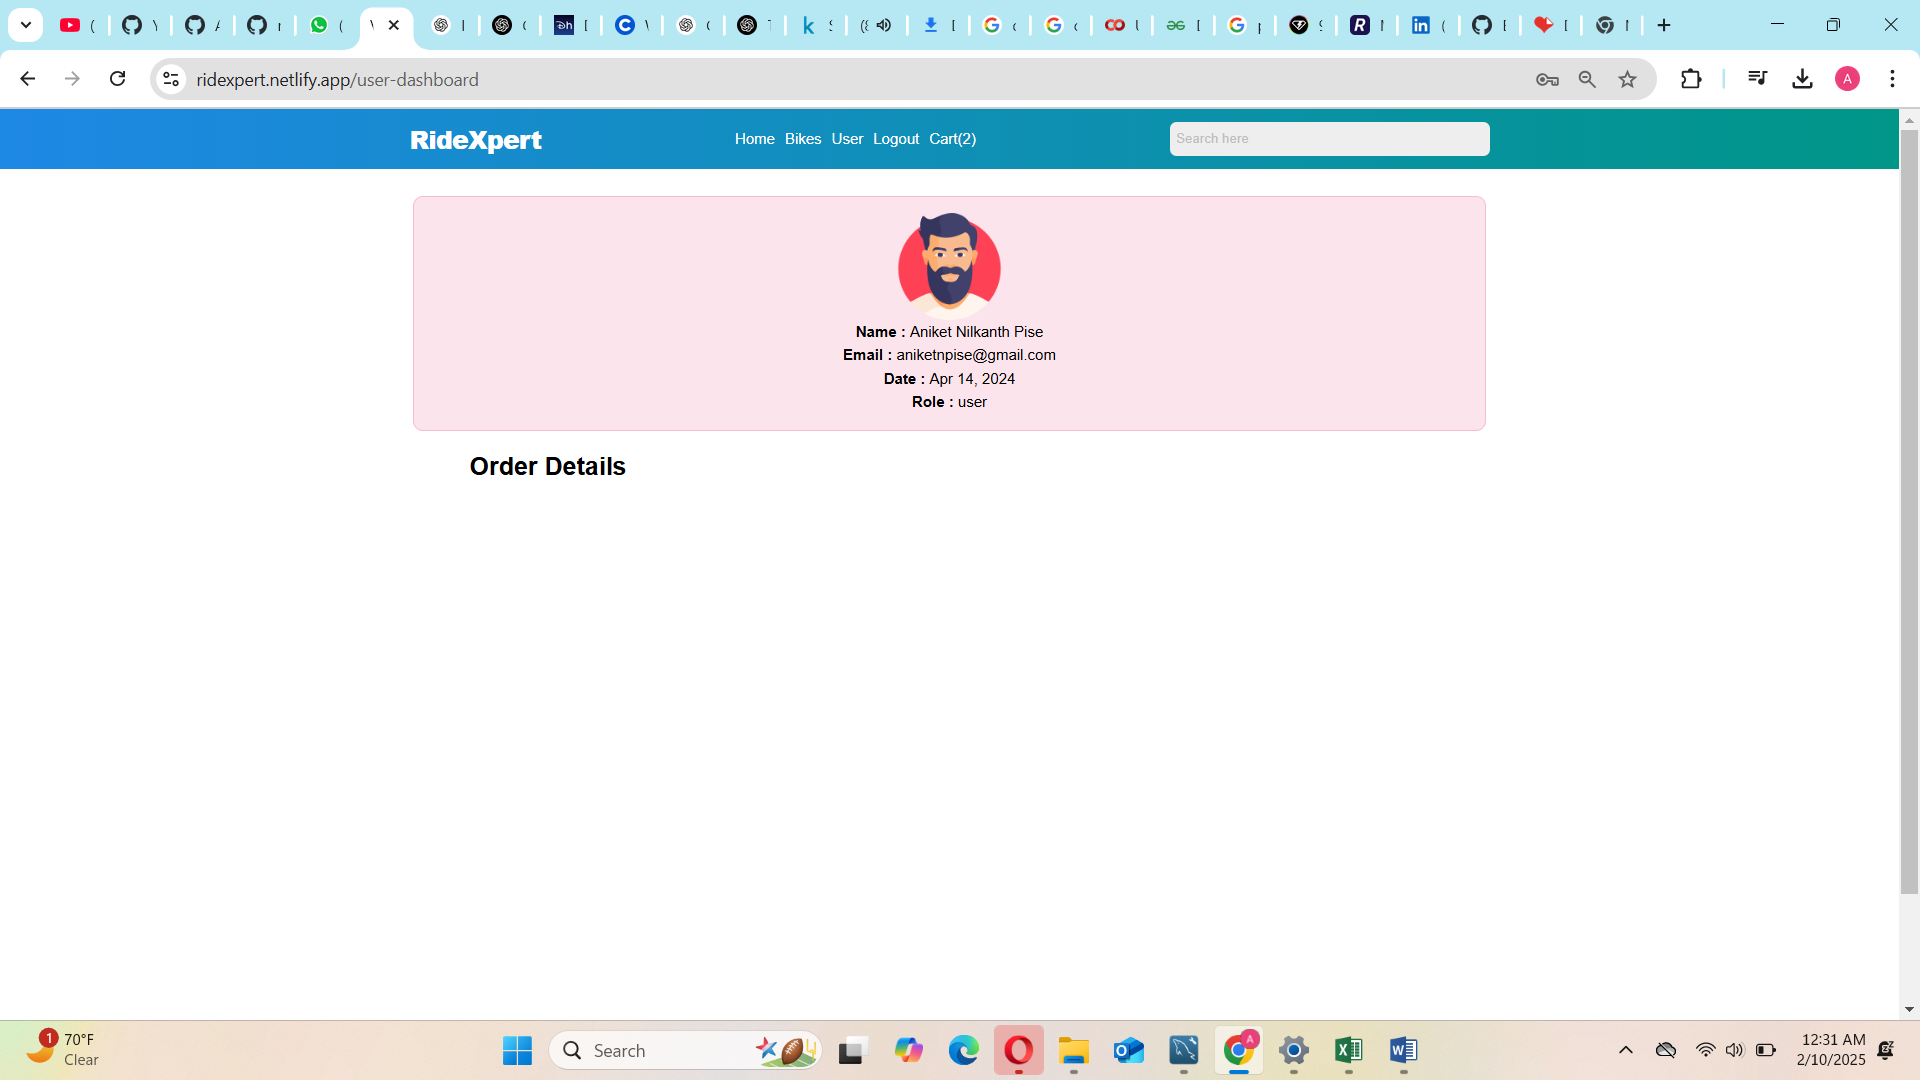 ridexpert.netlify.app/user-dashboard
A
RideXpert
Home Bikes User Logout Cart(2)
Search here
Name : Aniket Nilkanth Pise
Email : aniketnpise@gmail.com
Date : Apr 14, 2024
Role : user
Order Details
1
70°F
Clear
Search
A
12:31 AM
2/10/2025